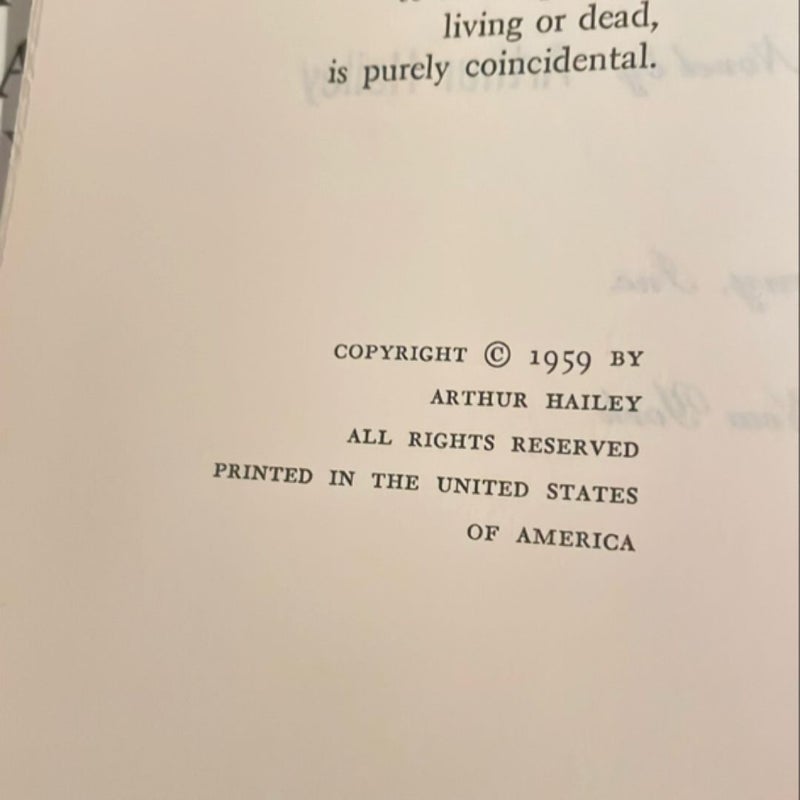 living or dead,
is purely coincidental.
COPYRIGHT © 1959 BY
ARTHUR HAILEY
ALL RIGHTS RESERVED
PRINTED IN THE UNITED STATES
OF AMERICA